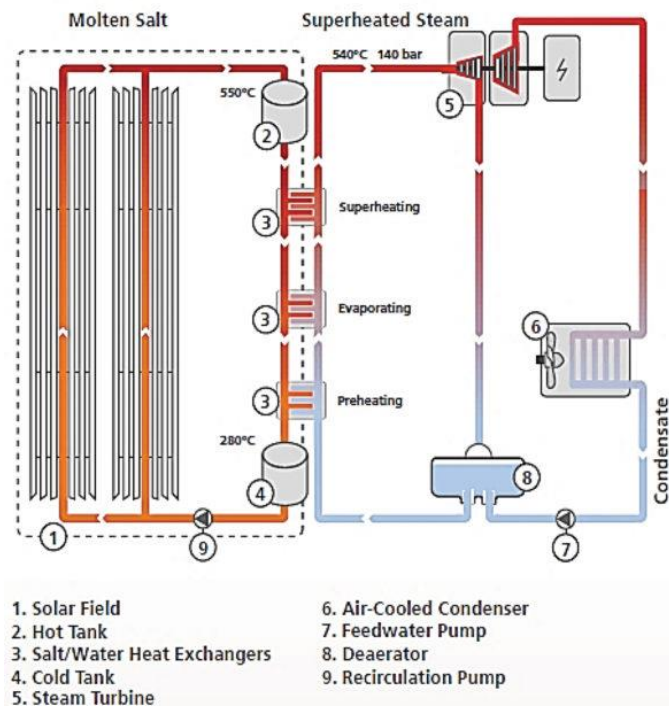 Molten Salt
Superheated Steam
540°C 140 bar
5
550°C
2
3
Superheating
3
Evaporating
6
3
Preheating
280°C
4
8
Condensate
1
9
7
1. Solar Field
2. Hot Tank
3. Salt/Water Heat Exchangers
4. Cold Tank
5. Steam Turbine
6. Air-Cooled Condenser
7. Feedwater Pump
8. Deaerator
9. Recirculation Pump